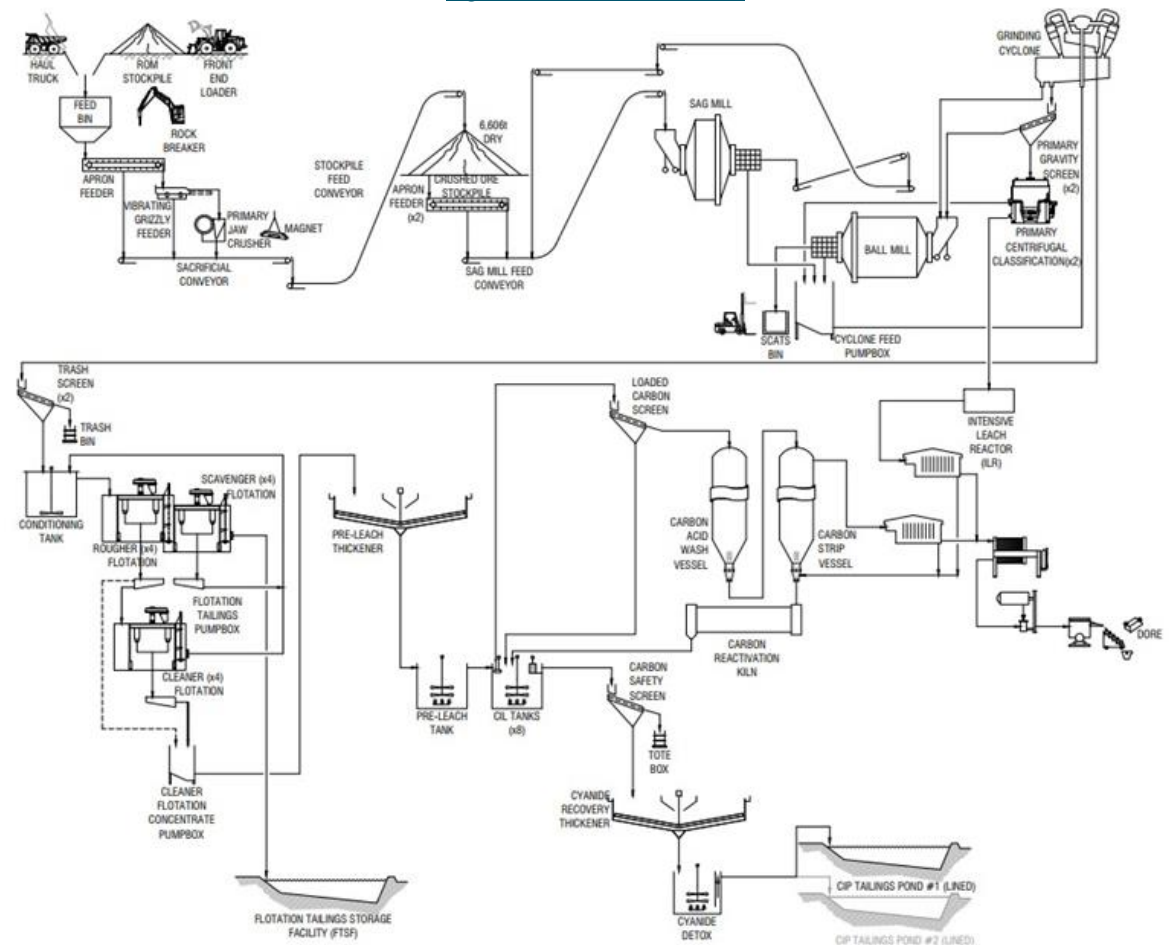 HAUL
TRUCK
ROM
STOCKPILE
FRONT
END
LOADER
FEED
BIN
ROCK
BREAKER
APRON
FEEDER
VIBRATING
GRIZZLY
FEEDER
PRIMARY
JAW
CRUSHER
MAGNET
SACRIFICIAL
CONVEYOR
STOCKPILE
FEED
CONVEYOR
6,606t
DRY
CRUSHED ORE
STOCKPILE
APRON
FEEDER
(x2)
SAG MILL FEED
CONVEYOR
SAG MILL
GRINDING
CYCLONE
PRIMARY
GRAVITY
SCREEN
(x2)
PRIMARY
CENTRIFUGAL
CLASSIFICATION(x2)
BALL MILL
SCATS
BIN
CYCLONE FEED
PUMPBOX
TRASH
SCREEN
(x2)
TRASH
BIN
CONDITIONING
TANK
SCAVENGER (x4)
FLOTATION
ROUGHER (x4)
FLOTATION
FLOTATION
TAILINGS
PUMPBOX
CLEANER (x4)
FLOTATION
CLEANER
FLOTATION
CONCENTRATE
PUMPBOX
FLOTATION TAILINGS STORAGE
FACILITY (FTSF)
PRE-LEACH
THICKENER
PRE-LEACH
TANK
CIL TANKS
(x8)
LOADED
CARBON
SCREEN
CARBON
ACID
WASH
VESSEL
CARBON
STRIP
VESSEL
CARBON
REACTIVATION
KILN
INTENSIVE
LEACH
REACTOR
(ILR)
DORE
CARBON
SAFETY
SCREEN
TOTE
BOX
CYANIDE
RECOVERY
THICKENER
CYANIDE
DETOX
CIP TAILINGS POND #1 (LINED)
CIP TAILINGS POND #2 (LINED)